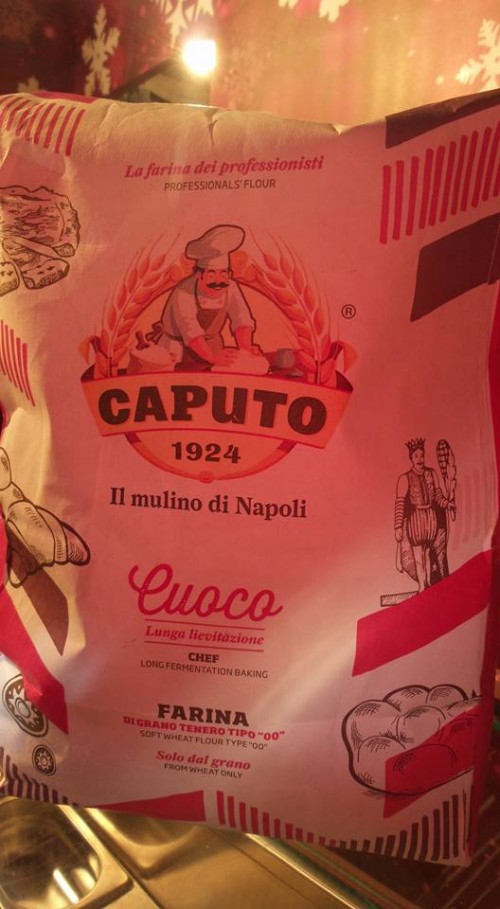 La farina dei professionisti
PROFESSIONALS' FLOUR
®
CAPUTO
1924
Il mulino di Napoli
Cuoco
Lunga lievitazione
CHEF
LONG FERMENTATION BAKING
FARINA
DI GRANO TENERO TIPO "00"
SOFT WHEAT FLOUR TYPE "00"
Solo dal grano
FROM WHEAT ONLY